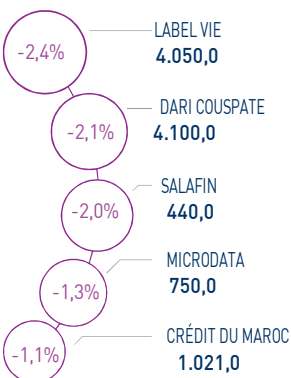 LABEL VIE
-2,4%
4.050,0
DARI COUSPATE
-2,1%
4.100,0
SALAFIN
-2,0%
440,0
MICRODATA
-1,3%
750,0
CRÉDIT DU MAROC
-1,1%
1.021,0